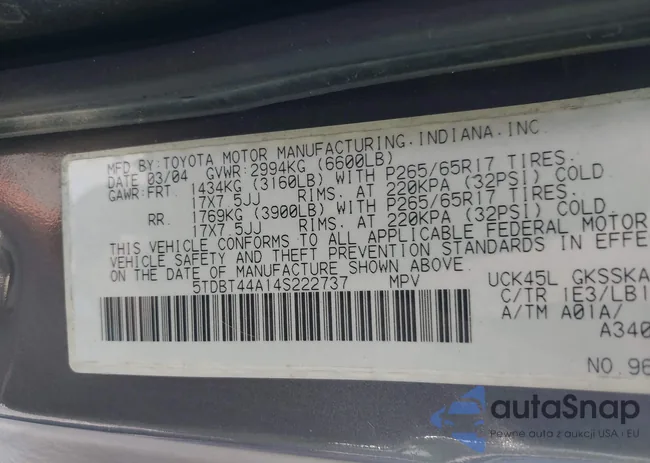 MFD.BY:TOYOTA MOTOR MANUFACTURING.INDIANA.INC
DATE 03/04 GVWR:2994KG (6600LB)
GAWR:FRT 1434KG (3160LB) WITH P265/65R17 TIRES.
17X7.5JJ RIMS. AT 220KPA (32PSI) COLD
RR. 1769KG (3900LB) WITH P265/65R17 TIRES.
17X7.5JJ RIMS. AT 220KPA (32PSI) COLD
THIS VEHICLE CONFORMS TO ALL APPLICABLE FEDERAL MOTOR
VEHICLE SAFETY AND THEFT PREVENTION STANDARDS IN EFFE
ON THE DATE OF MANUFACTURE SHOWN ABOVE.
5TDBT44A14S222737 MPV
UCK45L GKSSKA
C/TR 1E3/LB1
A/TM A01A/
A340
NO.96
autaSnap
Pewne auta z aukcji USA i EU